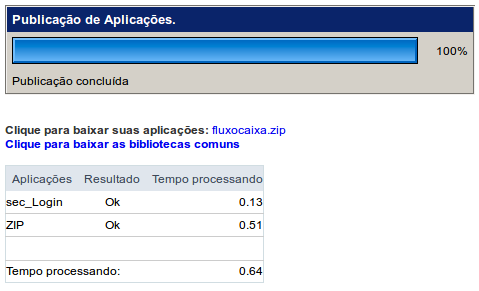 Publicação de Aplicações.
100%
Publicação concluída
Clique para baixar suas aplicações: fluxocaixa.zip
Clique para baixar as bibliotecas comuns
Aplicações Resultado Tempo processando
sec_Login Ok 0.13
ZIP Ok 0.51
Tempo processando: 0.64